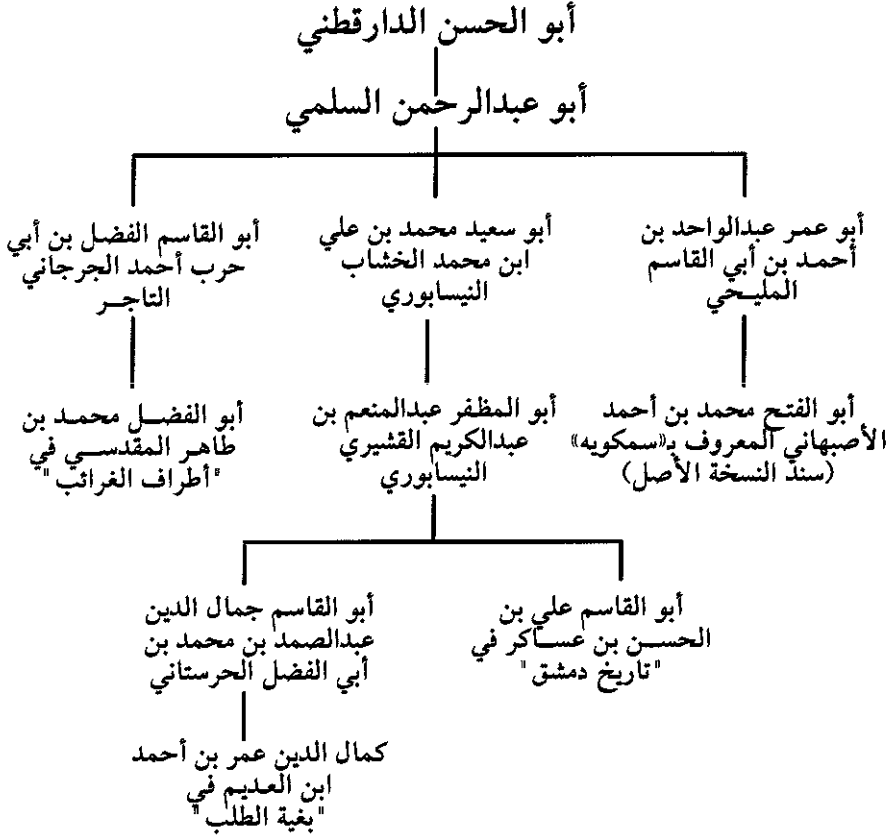 أبو الحسن الدارقطني
أبو عبدالرحمن السلمي
أبو عمر عبدالواحد بن
أحمد بن أبي القاسم
المليحي
أبو سعيد محمد بن علي
ابن محمد الخشاب
النيسابوري
أبو القاسم الفضل بن أبي
حرب أحمد الجرجاني
التاجر
أبو الفتح محمد بن أحمد
الأصبهاني المعروف بـ«سمكويه»
(سند النسخة الأصل)
أبو المظفر عبدالمنعم بن
عبدالكريم القشيري
النيسابوري
أبو الفضل محمد بن
طاهر المقدسي في
"أطراف الغرائب"
أبو القاسم علي بن
الحسن بن عساكر في
"تاريخ دمشق"
أبو القاسم جمال الدين
عبدالصمد بن محمد بن
أبي الفضل الحرستاني
كمال الدين عمر بن أحمد
ابن العديم في
"بغية الطلب"